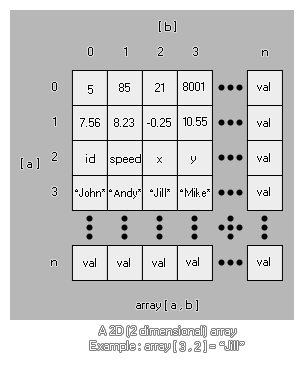 [b]
0 1 2 3 n
0 5 85 21 8001 ●●● val
1 7.56 8.23 -0.25 10.55 ●●● val
[a] 2 id speed x y ●●● val
3 "John" "Andy" "Jill" "Mike" ●●● val
n val val val val ●●● val
array [ a , b ]
A 2D (2 dimensional) array
Example : array [ 3 , 2 ] = "Jill"